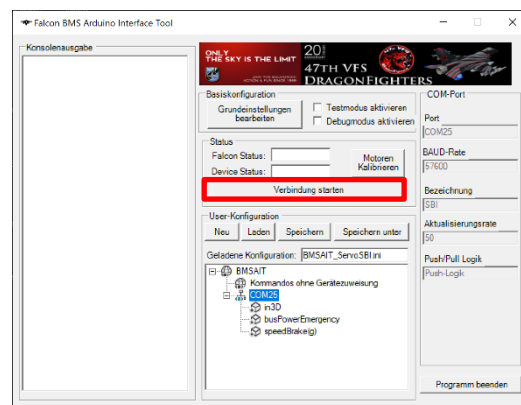 Falcon BMS Arduino Interface Tool
Konsolenausgabe
ONLY
THE SKY IS THE LIMIT
20
47TH VFS
DRAGONFIGHTERS
Basiskonfiguration
Grundeinstellungen
bearbeiten
Testmodus aktivieren
Debugmodus aktivieren
Status
Falcon Status:
Device Status:
Motoren
Kalibrieren
Verbindung starten
User-Konfiguration
Neu
Laden
Speichern
Speichern unter
Geladene Konfiguration:
BMSAIT_ServoSBI.ini
BMSAIT
Kommandos ohne Gerätezuweisung
COM25
in3D
busPowerEmergency
speedBrake(g)
COM-Port
Port
COM25
BAUD-Rate
57600
Bezeichnung
SBI
Aktualisierungsrate
50
Push/Pull Logik
Push-Logik
Programm beenden